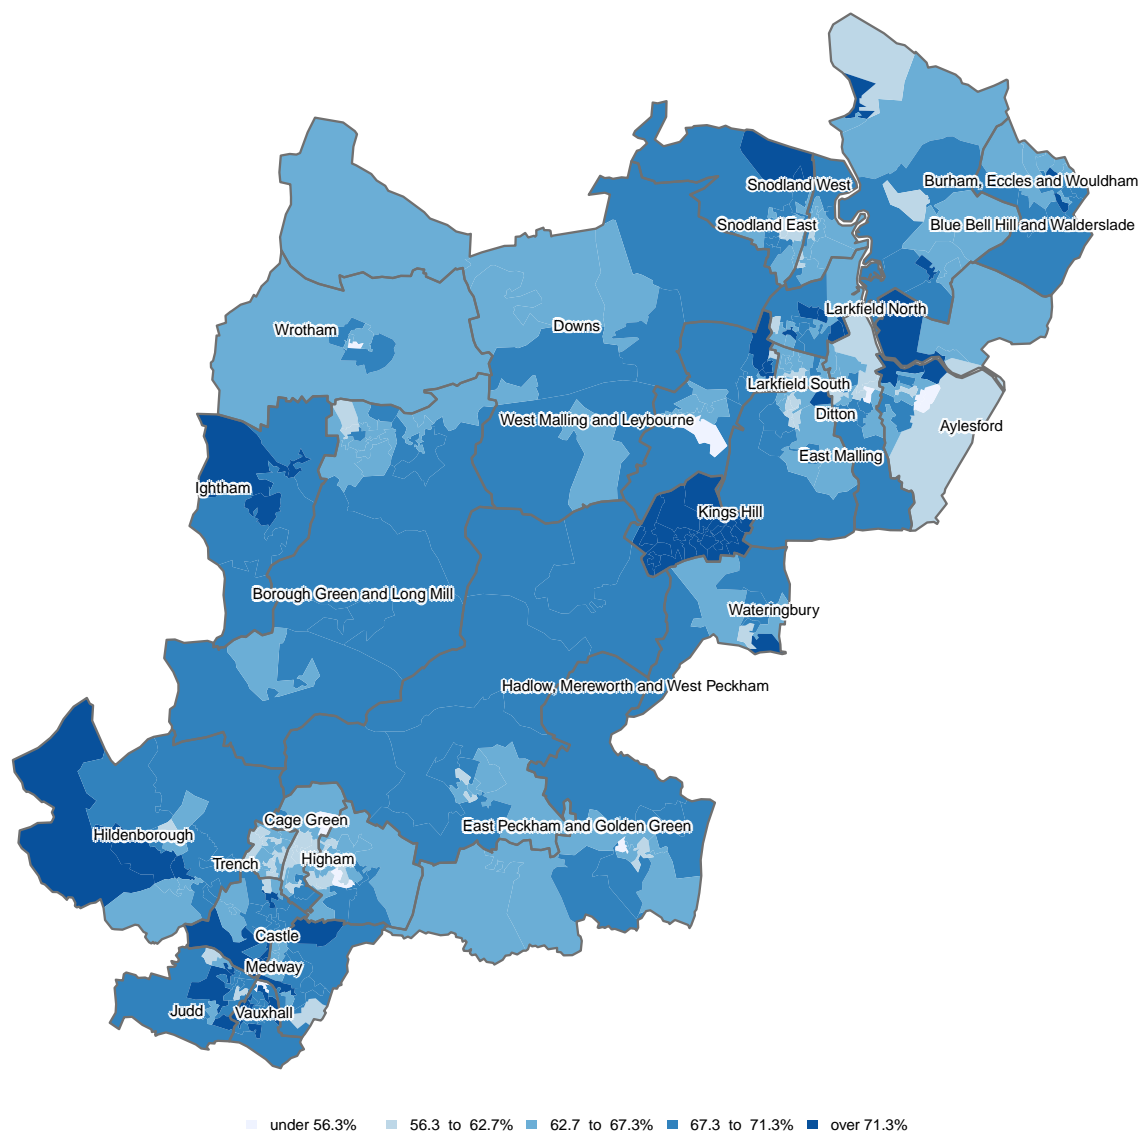 Snodland West
Burham, Eccles and Wouldham
Snodland East
Blue Bell Hill and Walderslade
Larkfield North
Wrotham
Downs
Larkfield South
West Malling and Leybourne
Ditton
Aylesford
East Malling
Ightham
Kings Hill
Borough Green and Long Mill
Wateringbury
Hadlow, Mereworth and West Peckham
Cage Green
East Peckham and Golden Green
Hildenborough
Trench
Higham
Castle
Medway
Judd
Vauxhall
under 56.3% 56.3 to 62.7% 62.7 to 67.3% 67.3 to 71.3% over 71.3%